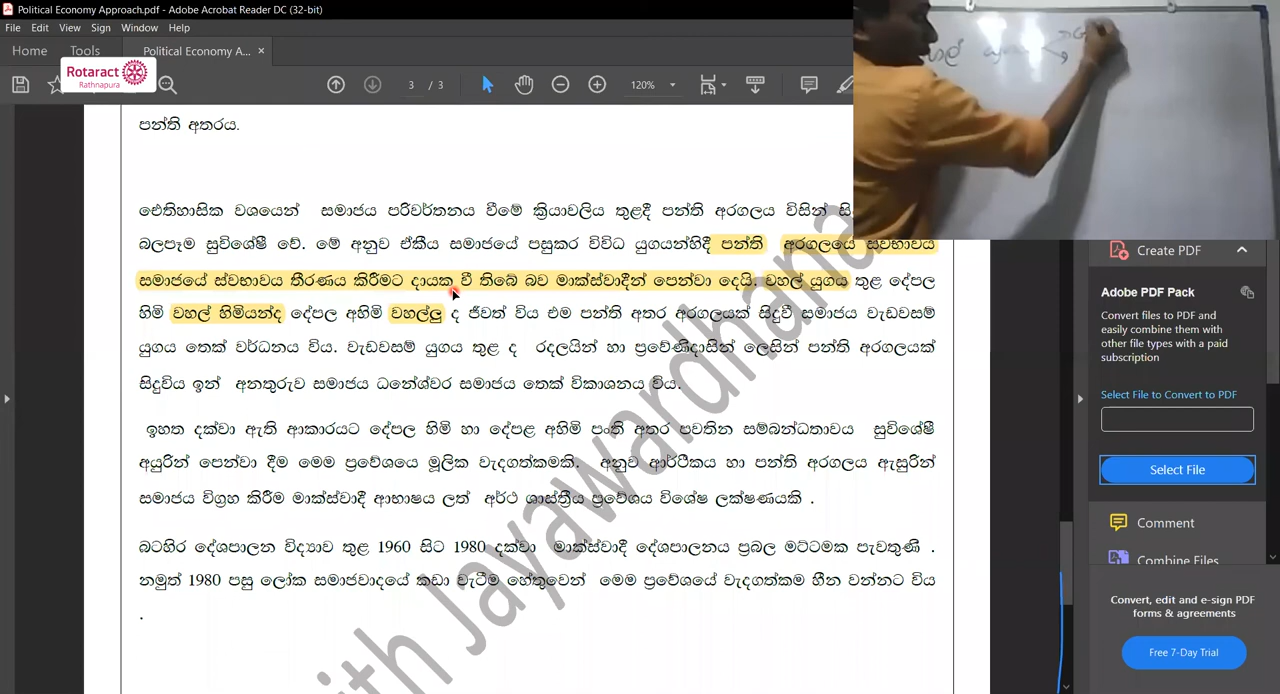 Political Economy Approach.pdf - Adobe Acrobat Reader DC (32-bit)
File Edit View Sign Window Help
Home Tools Political Economy A... ×
Rotaract
Rathnapura
3 / 3 120%
පන්ති අතරය.
ඓතිහාසික වශයෙන් සමාජය පරිවර්තනය වීමේ ක්‍රියාවලිය තුළදී පන්ති අරගලය විසින්
බලපෑම සුවිශේෂී වේ. මේ අනුව ඒකීය සමාජයේ පසුකර විවිධ යුගයන්හිදී පන්ති අරගලයේ ස්වභාවය
සමාජයේ ස්වභාවය තීරණය කිරීමට දායක වී තිබේ බව මාක්ස්වාදීන් පෙන්වා දෙයි. වහල් යුගය තුළ දේපල
හිමි වහල් හිමියන්ද දේපල අහිමි වහල්ලු ද ජීවත් විය එම පන්ති අතර අරගලයක් සිදුවී සමාජය වැඩවසම්
යුගය තෙක් වර්ධනය විය. වැඩවසම් යුගය තුළ ද රදලයින් හා ප්‍රවේණිදාසින් ලෙසින් පන්ති අරගලයක්
සිදුවිය ඉන් අනතුරුව සමාජය ධනේශ්වර සමාජය තෙක් විකාශනය විය.
ඉහත දක්වා ඇති ආකාරයට දේපල හිමි හා දේපළ අහිමි පංති අතර පවතින සම්බන්ධතාවය සුවිශේෂී
අයුරින් පෙන්වා දීම මෙම ප්‍රවේශයෙ මූලික වැදගත්කමකි. අනුව ආර්ථිකය හා පන්ති අරගලය ඇසුරින්
සමාජය විග්‍රහ කිරීම මාක්ස්වාදී ආභාෂය ලත් අර්ථ ශාස්ත්‍රීය ප්‍රවේශය විශේෂ ලක්ෂණයකි .
බටහිර දේශපාලන විද්‍යාව තුළ 1960 සිට 1980 දක්වා මාක්ස්වාදී දේශපාලනය ප්‍රබල මට්ටමක පැවතුණි .
නමුත් 1980 පසු ලෝක සමාජවාදයේ කඩා වැටීම හේතුවෙන් මෙම ප්‍රවේශයේ වැදගත්කම හීන වන්නට විය
.
ith Jayawardhana
Create PDF
Adobe PDF Pack
Convert files to PDF and
easily combine them with
other file types with a paid
subscription
Select File to Convert to PDF
Select File
Comment
Combine Files
Convert, edit and e-sign PDF
forms & agreements
Free 7-Day Trial